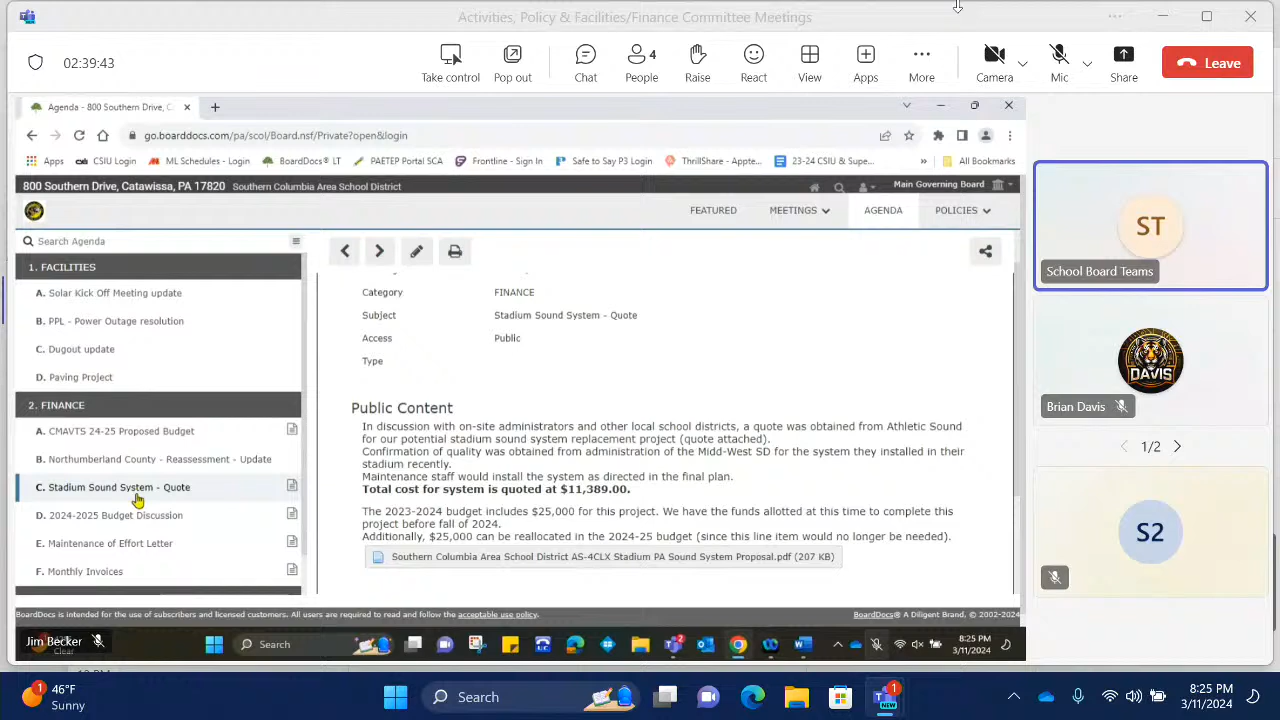 Activities, Policy & Facilities/Finance Committee Meetings
02:39:43
Take control
Pop out
Chat
4
People
Raise
React
View
Apps
More
Camera
Mic
Share
Leave
Agenda - 800 Southern Drive, C
go.boarddocs.com/pa/scol/Board.nsf/Private?open&login
Apps
CSIU Login
ML Schedules - Login
BoardDocs® LT
PAETEP Portal SCA
Frontline - Sign In
Safe to Say P3 Login
ThrillShare - Appte...
23-24 CSIU & Supe...
»
All Bookmarks
800 Southern Drive, Catawissa, PA 17820 Southern Columbia Area School District
Main Governing Board
FEATURED
MEETINGS
AGENDA
POLICIES
Search Agenda
1. FACILITIES
A. Solar Kick Off Meeting update
B. PPL - Power Outage resolution
C. Dugout update
D. Paving Project
2. FINANCE
A. CMAVTS 24-25 Proposed Budget
B. Northumberland County - Reassessment - Update
C. Stadium Sound System - Quote
D. 2024-2025 Budget Discussion
E. Maintenance of Effort Letter
F. Monthly Invoices
Category FINANCE
Subject Stadium Sound System - Quote
Access Public
Type
Public Content
In discussion with on-site administrators and other local school districts, a quote was obtained from Athletic Sound
for our potential stadium sound system replacement project (quote attached).
Confirmation of quality was obtained from administration of the Midd-West SD for the system they installed in their
stadium recently.
Maintenance staff would install the system as directed in the final plan.
Total cost for system is quoted at $11,389.00.
The 2023-2024 budget includes $25,000 for this project. We have the funds allotted at this time to complete this
project before fall of 2024.
Additionally, $25,000 can be reallocated in the 2024-25 budget (since this line item would no longer be needed).
Southern Columbia Area School District AS-4CLX Stadium PA Sound System Proposal.pdf (207 KB)
BoardDocs is intended for the use of subscribers and licensed customers. All users are required to read and follow the acceptable use policy.
BoardDocs® A Diligent Brand, © 2002-2024
Jim Becker
Clear
Search
2
8:25 PM
3/11/2024
ST
School Board Teams
DAVIS
Brian Davis
1/2
S2
1
46°F
Sunny
Search
1
NEW
8:25 PM
3/11/2024